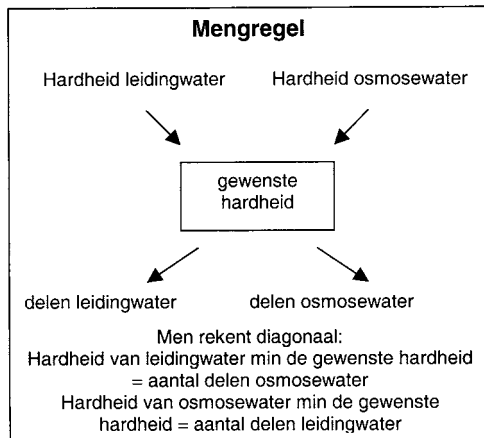 Mengregel
Hardheid leidingwater Hardheid osmosewater
gewenste
hardheid
delen leidingwater delen osmosewater
Men rekent diagonaal:
Hardheid van leidingwater min de gewenste hardheid
= aantal delen osmosewater
Hardheid van osmosewater min de gewenste
hardheid = aantal delen leidingwater